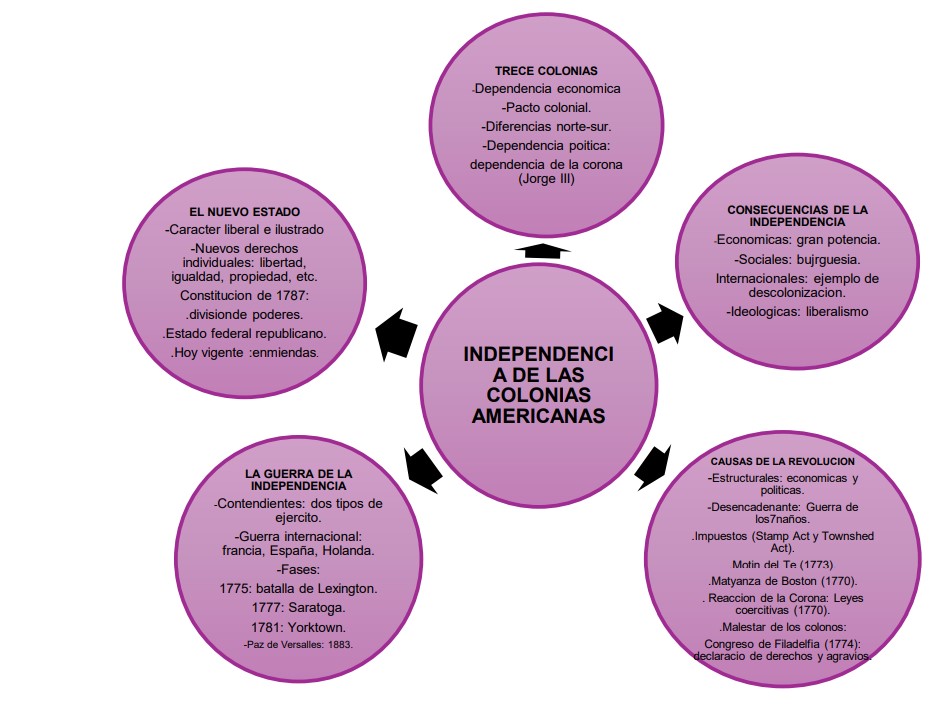 TRECE COLONIAS
-Dependencia economica
-Pacto colonial.
-Diferencias norte-sur.
-Dependencia poitica:
dependencia de la corona
(Jorge III)
CONSECUENCIAS DE LA
INDEPENDENCIA
-Economicas: gran potencia.
-Sociales: bujrguesia.
Internacionales: ejemplo de
descolonizacion.
-Ideologicas: liberalismo
CAUSAS DE LA REVOLUCION
-Estructurales: economicas y
politicas.
-Desencadenante: Guerra de
los7naños.
.Impuestos (Stamp Act y Townshed
Act).
Motin del Te (1773)
.Matyanza de Boston (1770).
. Reaccion de la Corona: Leyes
coercitivas (1770).
.Malestar de los colonos:
Congreso de Filadelfia (1774):
declaracio de derechos y agravios.
LA GUERRA DE LA
INDEPENDENCIA
-Contendientes: dos tipos de
ejercito.
-Guerra internacional:
francia, España, Holanda.
-Fases:
1775: batalla de Lexington.
1777: Saratoga.
1781: Yorktown.
-Paz de Versalles: 1883.
EL NUEVO ESTADO
-Caracter liberal e ilustrado
-Nuevos derechos
individuales: libertad,
igualdad, propiedad, etc.
Constitucion de 1787:
.divisionde poderes.
.Estado federal republicano.
.Hoy vigente :enmiendas.
INDEPENDENCI
A DE LAS
COLONIAS
AMERICANAS